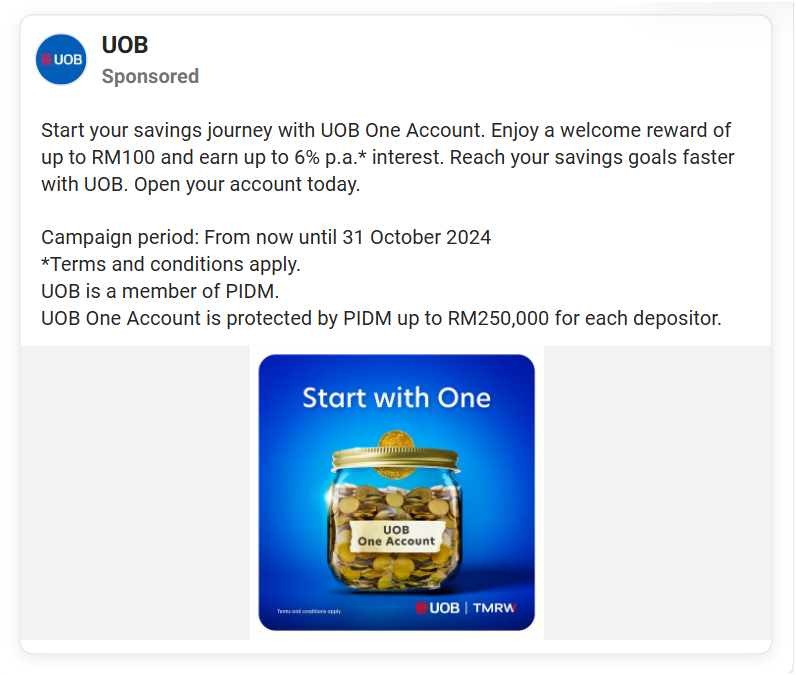 UOB
UOB
Sponsored
Start your savings journey with UOB One Account. Enjoy a welcome reward of
up to RM100 and earn up to 6% p.a.* interest. Reach your savings goals faster
with UOB. Open your account today.
Campaign period: From now until 31 October 2024
*Terms and conditions apply.
UOB is a member of PIDM.
UOB One Account is protected by PIDM up to RM250,000 for each depositor.
Start with One
UOB
One Account
Terms and conditions apply.
UOB | TMRW